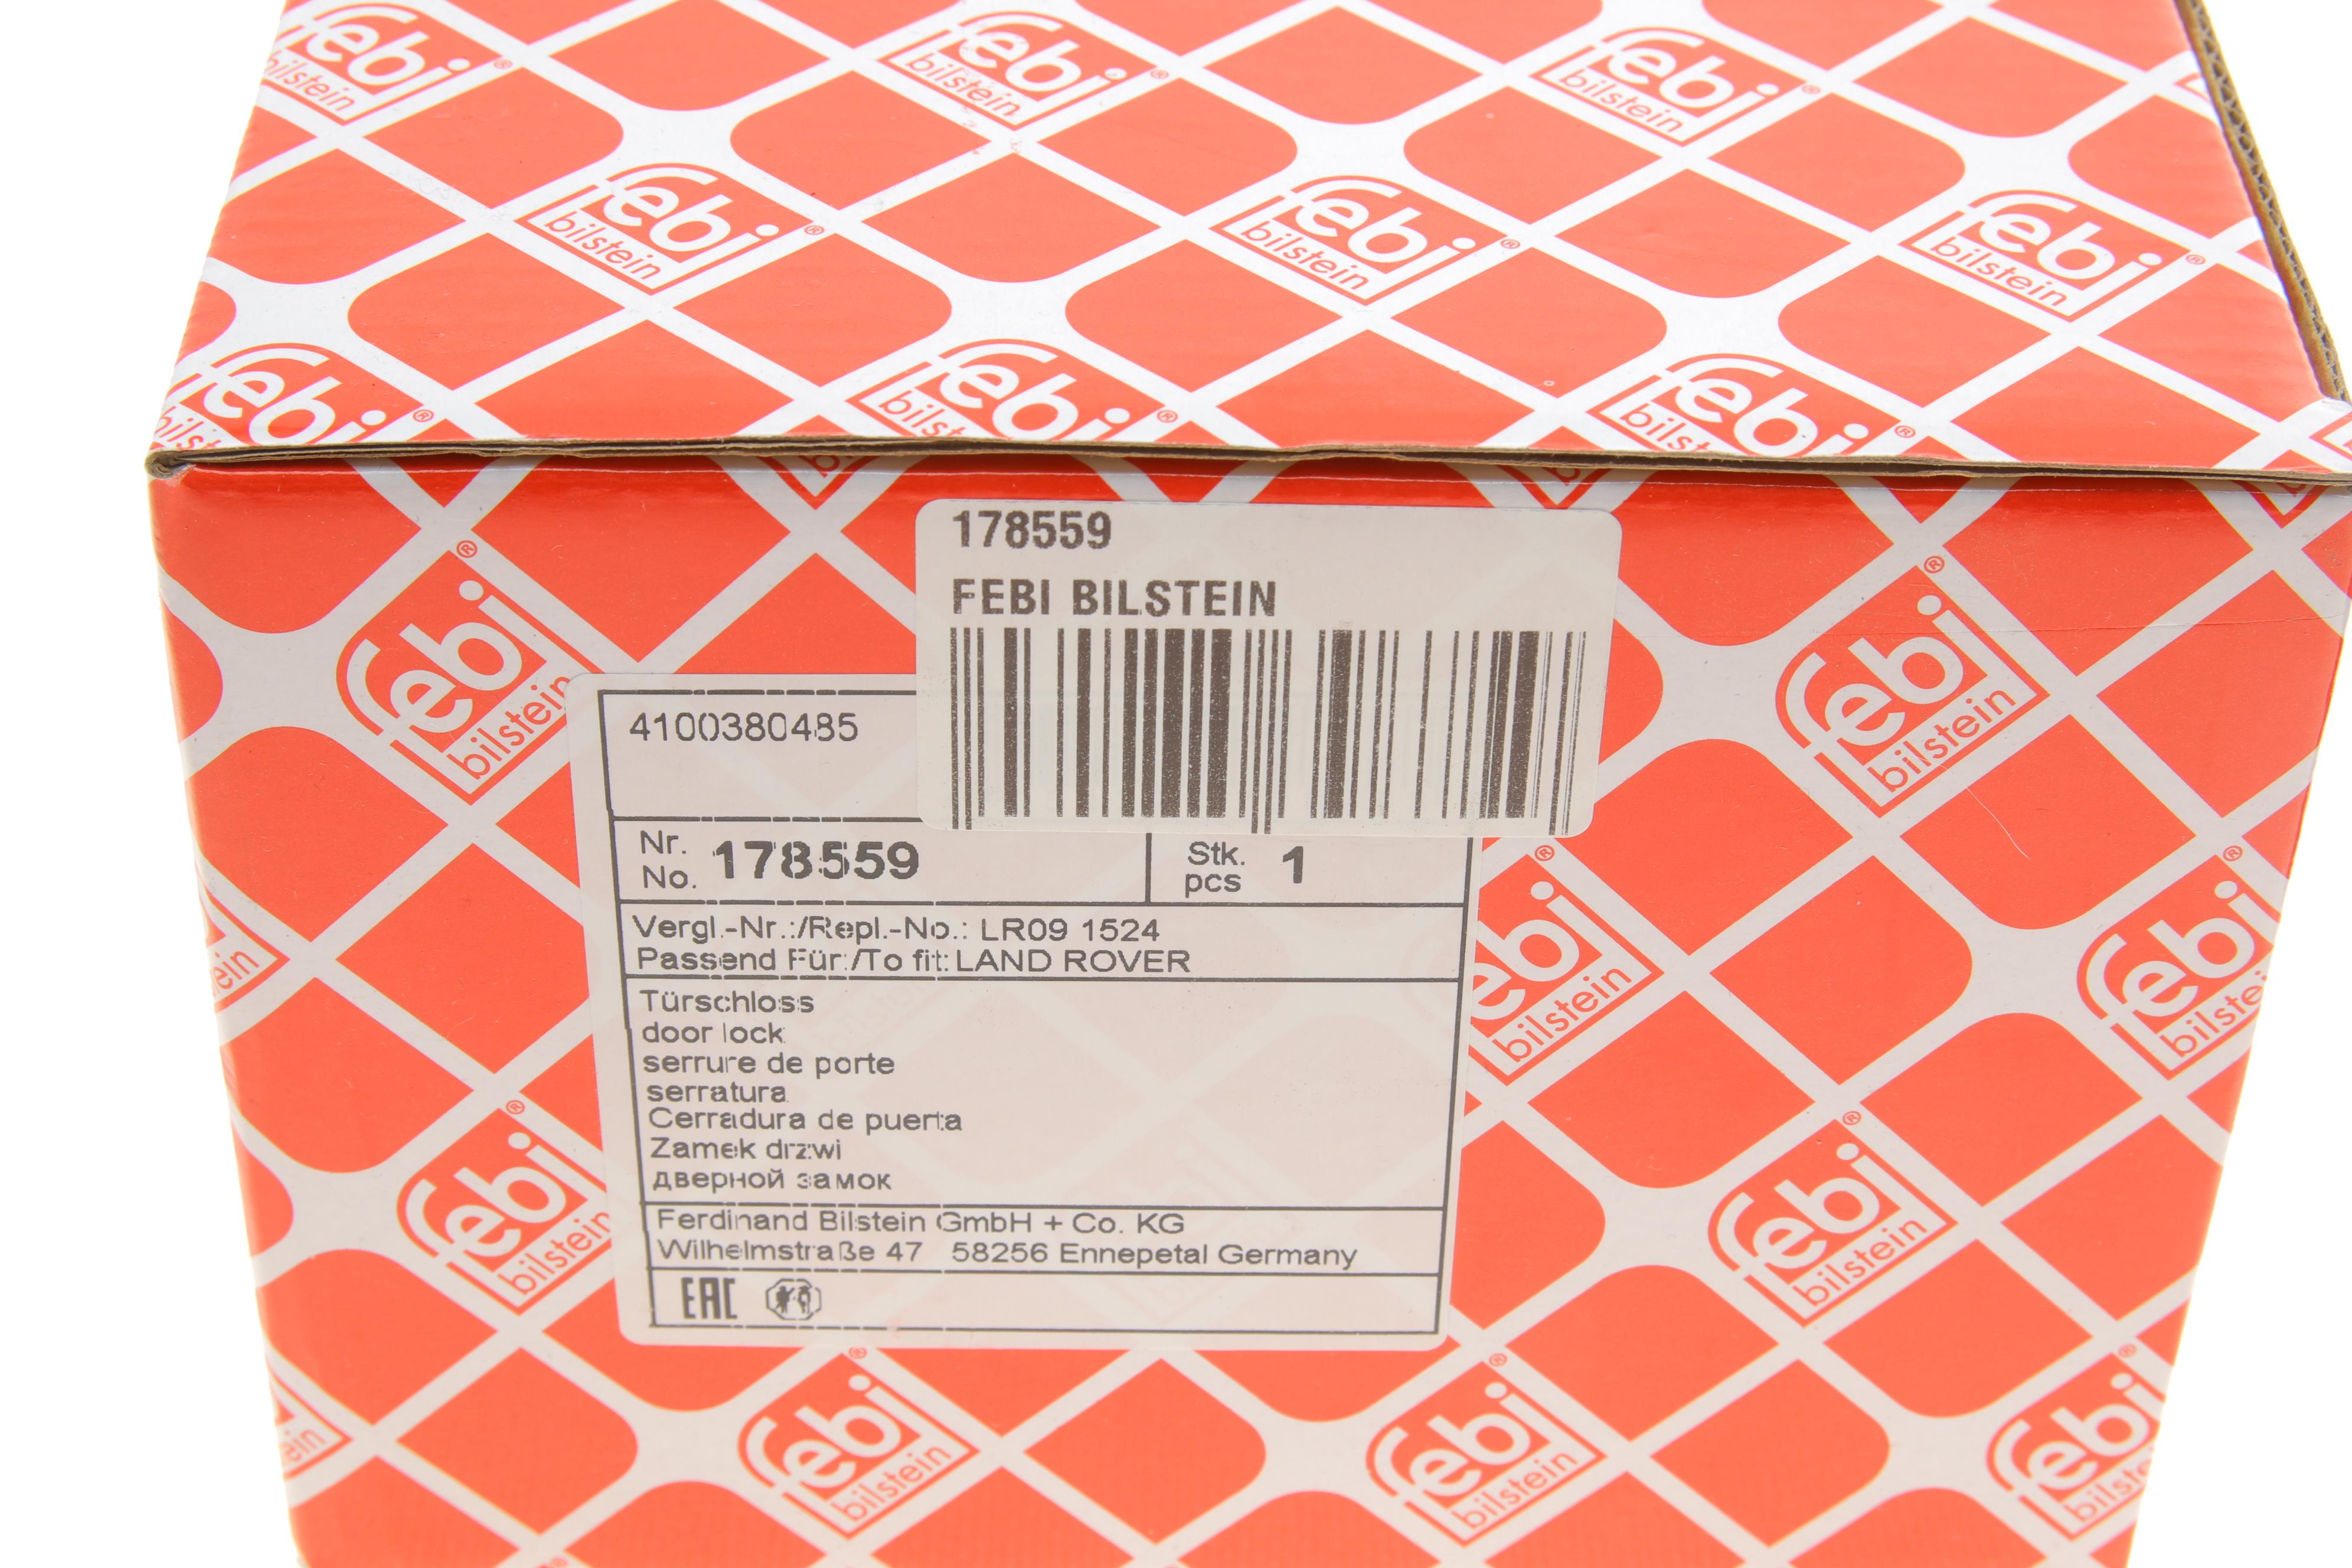 febi
bilstein
178559
FEBI BILSTEIN
4100380485
Nr.
No. 178559
Stk.
pcs 1
Vergl.-Nr.:/Repl.-No.: LR09 1524
Passend Für:/To fit: LAND ROVER
Türschloss
door lock
serrure de porte
serratura
Cerradura de puerta
Zamek drzwi
дверной замок
Ferdinand Bilstein GmbH + Co. KG
Wilhelmstraße 47 58256 Ennepetal Germany
EAC